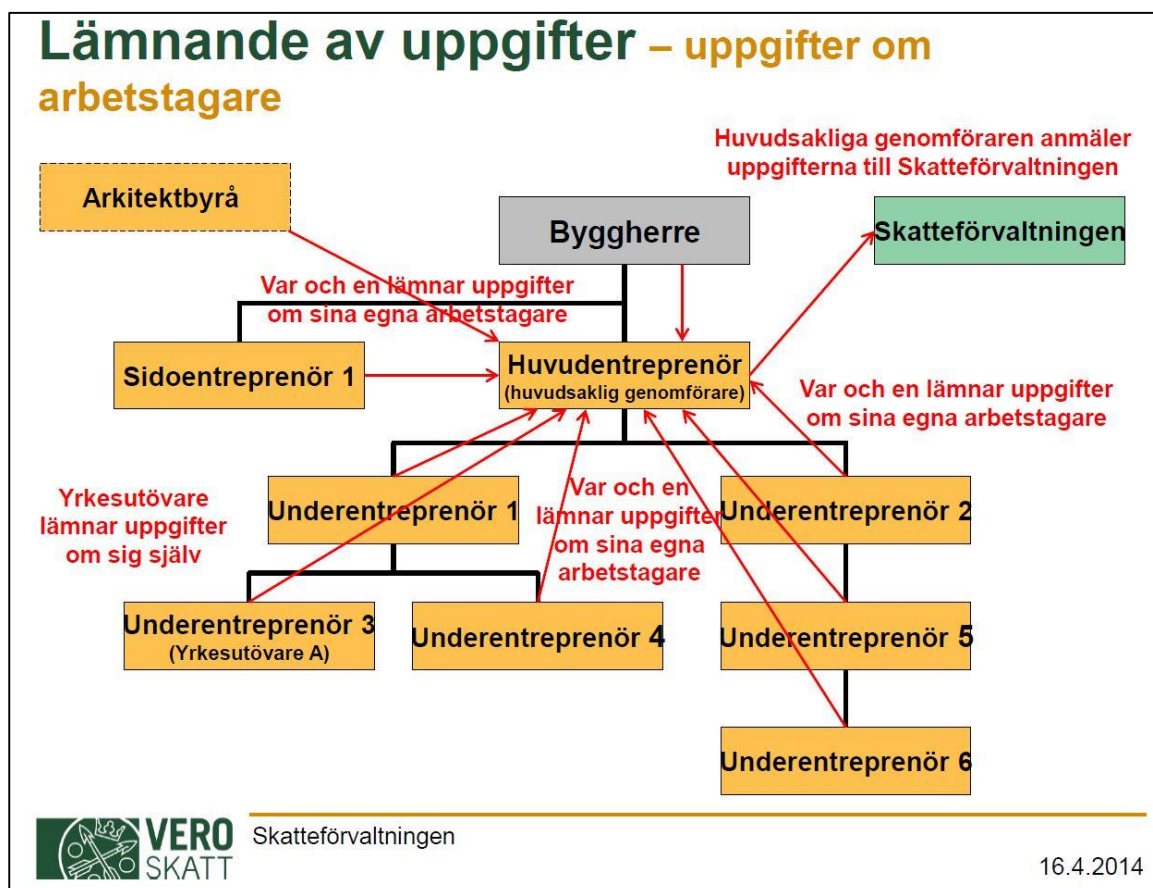 Lämnande av uppgifter – uppgifter om
arbetstagare
Huvudsakliga genomföraren anmäler
uppgifterna till Skatteförvaltningen
Arkitektbyrå
Byggherre
Skatteförvaltningen
Var och en lämnar uppgifter
om sina egna arbetstagare
Sidoentreprenör 1
Huvudentreprenör
(huvudsaklig genomförare)
Var och en lämnar uppgifter
om sina egna arbetstagare
Yrkesutövare
lämnar uppgifter
om sig själv
Underentreprenör 1
Var och en
lämnar uppgifter
om sina egna
arbetstagare
Underentreprenör 2
Underentreprenör 3
(Yrkesutövare A)
Underentreprenör 4
Underentreprenör 5
Underentreprenör 6
VERO
SKATT
Skatteförvaltningen
16.4.2014